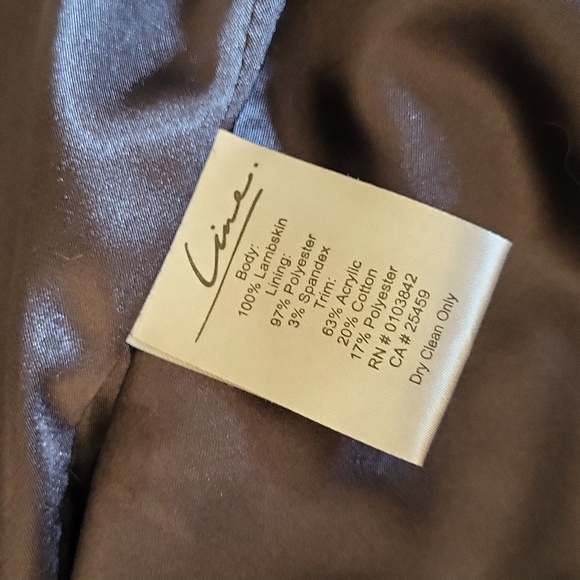 Line.
Body:
100% Lambskin
Lining:
97% Polyester
3% Spandex
Trim:
63% Acrylic
20% Cotton
17% Polyester
RN # 0103842
CA # 25459
Dry Clean Only